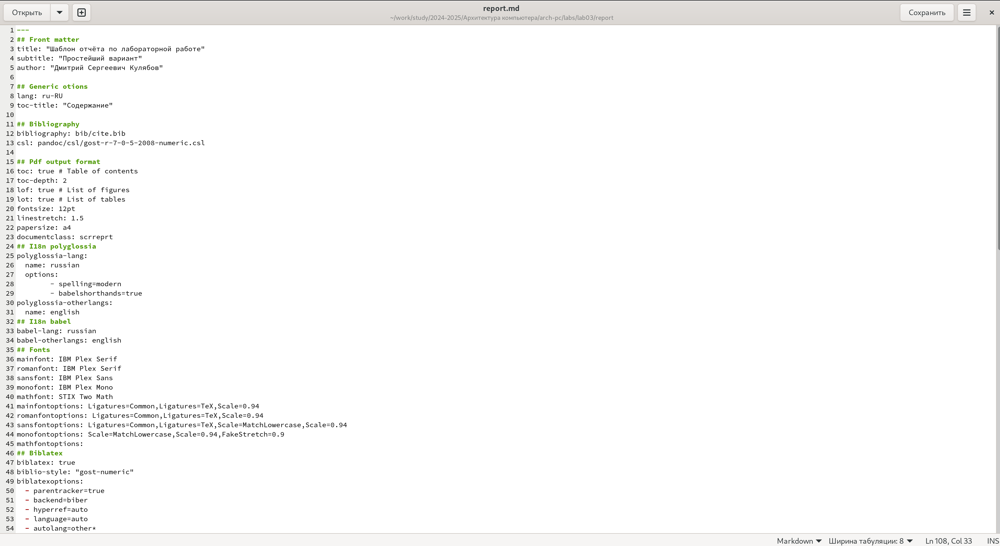 Открыть
report.md
~/work/study/2024-2025/Архитектура компьютера/arch-pc/labs/lab03/report
Сохранить
1 ---
2 ## Front matter
3 title: "Шаблон отчёта по лабораторной работе"
4 subtitle: "Простейший вариант"
5 author: "Дмитрий Сергеевич Кулябов"
6
7 ## Generic otions
8 lang: ru-RU
9 toc-title: "Содержание"
10
11 ## Bibliography
12 bibliography: bib/cite.bib
13 csl: pandoc/csl/gost-r-7-0-5-2008-numeric.csl
14
15 ## Pdf output format
16 toc: true # Table of contents
17 toc-depth: 2
18 lof: true # List of figures
19 lot: true # List of tables
20 fontsize: 12pt
21 linestretch: 1.5
22 papersize: a4
23 documentclass: scrreprt
24 ## I18n polyglossia
25 polyglossia-lang:
26   name: russian
27   options:
28         - spelling=modern
29         - babelshorthands=true
30 polyglossia-otherlangs:
31   name: english
32 ## I18n babel
33 babel-lang: russian
34 babel-otherlangs: english
35 ## Fonts
36 mainfont: IBM Plex Serif
37 romanfont: IBM Plex Serif
38 sansfont: IBM Plex Sans
39 monofont: IBM Plex Mono
40 mathfont: STIX Two Math
41 mainfontoptions: Ligatures=Common,Ligatures=TeX,Scale=0.94
42 romanfontoptions: Ligatures=Common,Ligatures=TeX,Scale=0.94
43 sansfontoptions: Ligatures=Common,Ligatures=TeX,Scale=MatchLowercase,Scale=0.94
44 monofontoptions: Scale=MatchLowercase,Scale=0.94,FakeStretch=0.9
45 mathfontoptions:
46 ## Biblatex
47 biblatex: true
48 biblio-style: "gost-numeric"
49 biblatexoptions:
50   - parentracker=true
51   - backend=biber
52   - hyperref=auto
53   - language=auto
54   - autolang=other*
Markdown Ширина табуляции: 8 Ln 108, Col 33 INS